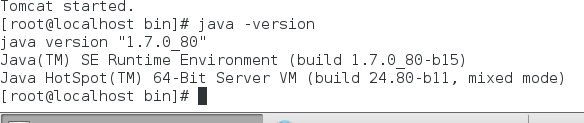 Tomcat started.
[root@localhost bin]# java -version
java version "1.7.0_80"
Java(TM) SE Runtime Environment (build 1.7.0_80-b15)
Java HotSpot(TM) 64-Bit Server VM (build 24.80-b11, mixed mode)
[root@localhost bin]#